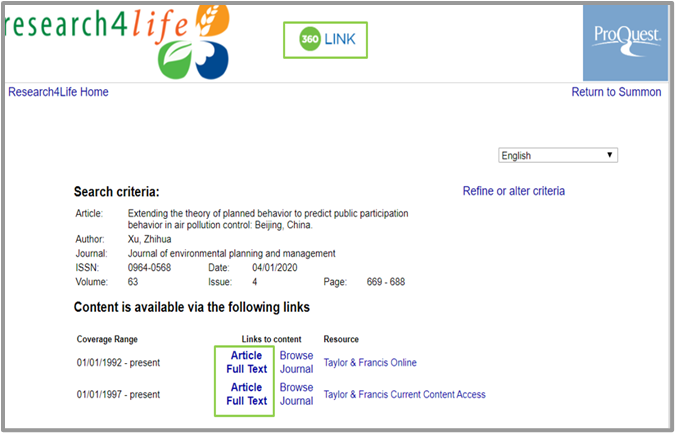 research4life
360 LINK
ProQuest
Research4Life Home
Return to Summon
English
Search criteria:
Refine or alter criteria
Article: Extending the theory of planned behavior to predict public participation
behavior in air pollution control: Beijing, China.
Author: Xu, Zhihua
Journal: Journal of environmental planning and management
ISSN: 0964-0568 Date: 04/01/2020
Volume: 63 Issue: 4 Page: 669 - 688
Content is available via the following links
Coverage Range Links to content Resource
01/01/1992 - present Article Full Text Browse Journal Taylor & Francis Online
01/01/1997 - present Article Full Text Browse Journal Taylor & Francis Current Content Access